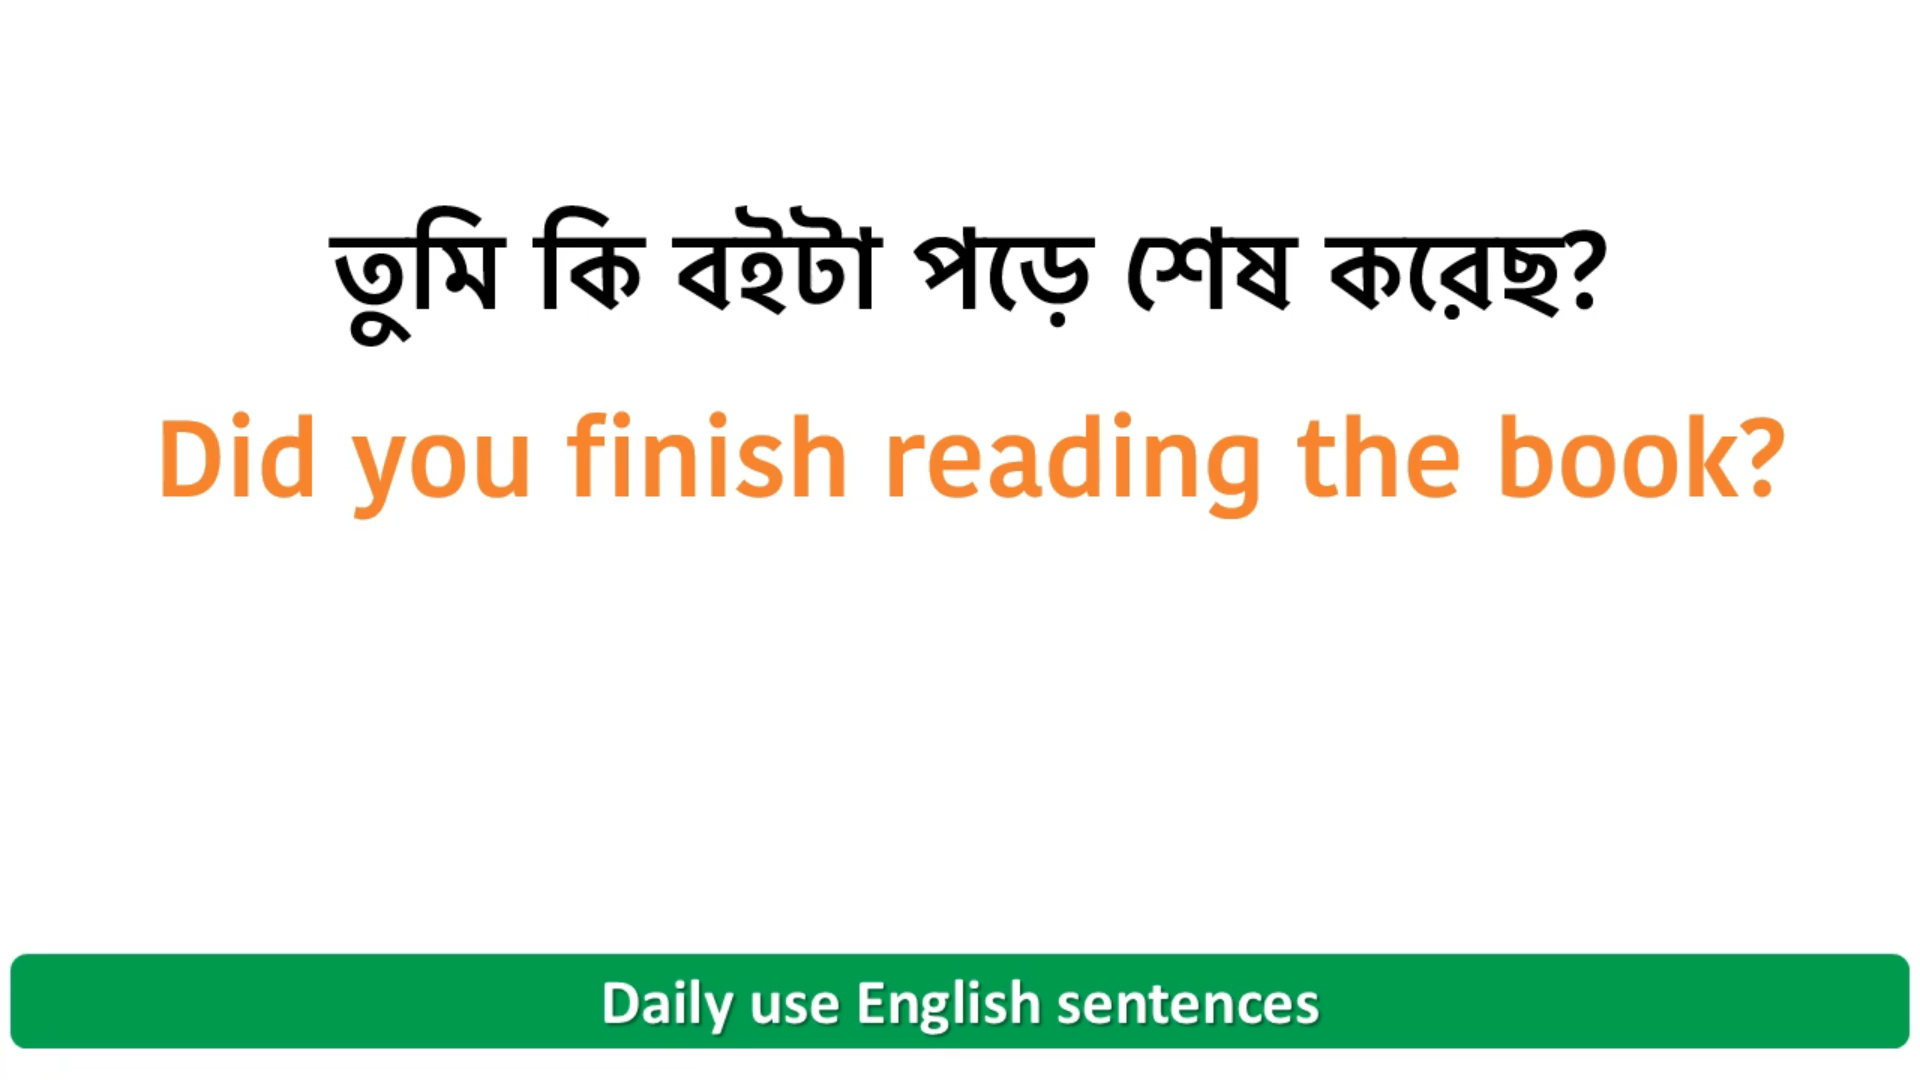 তুমি কি বইটা পড়ে শেষ করেছ?
Did you finish reading the book?
Daily use English sentences